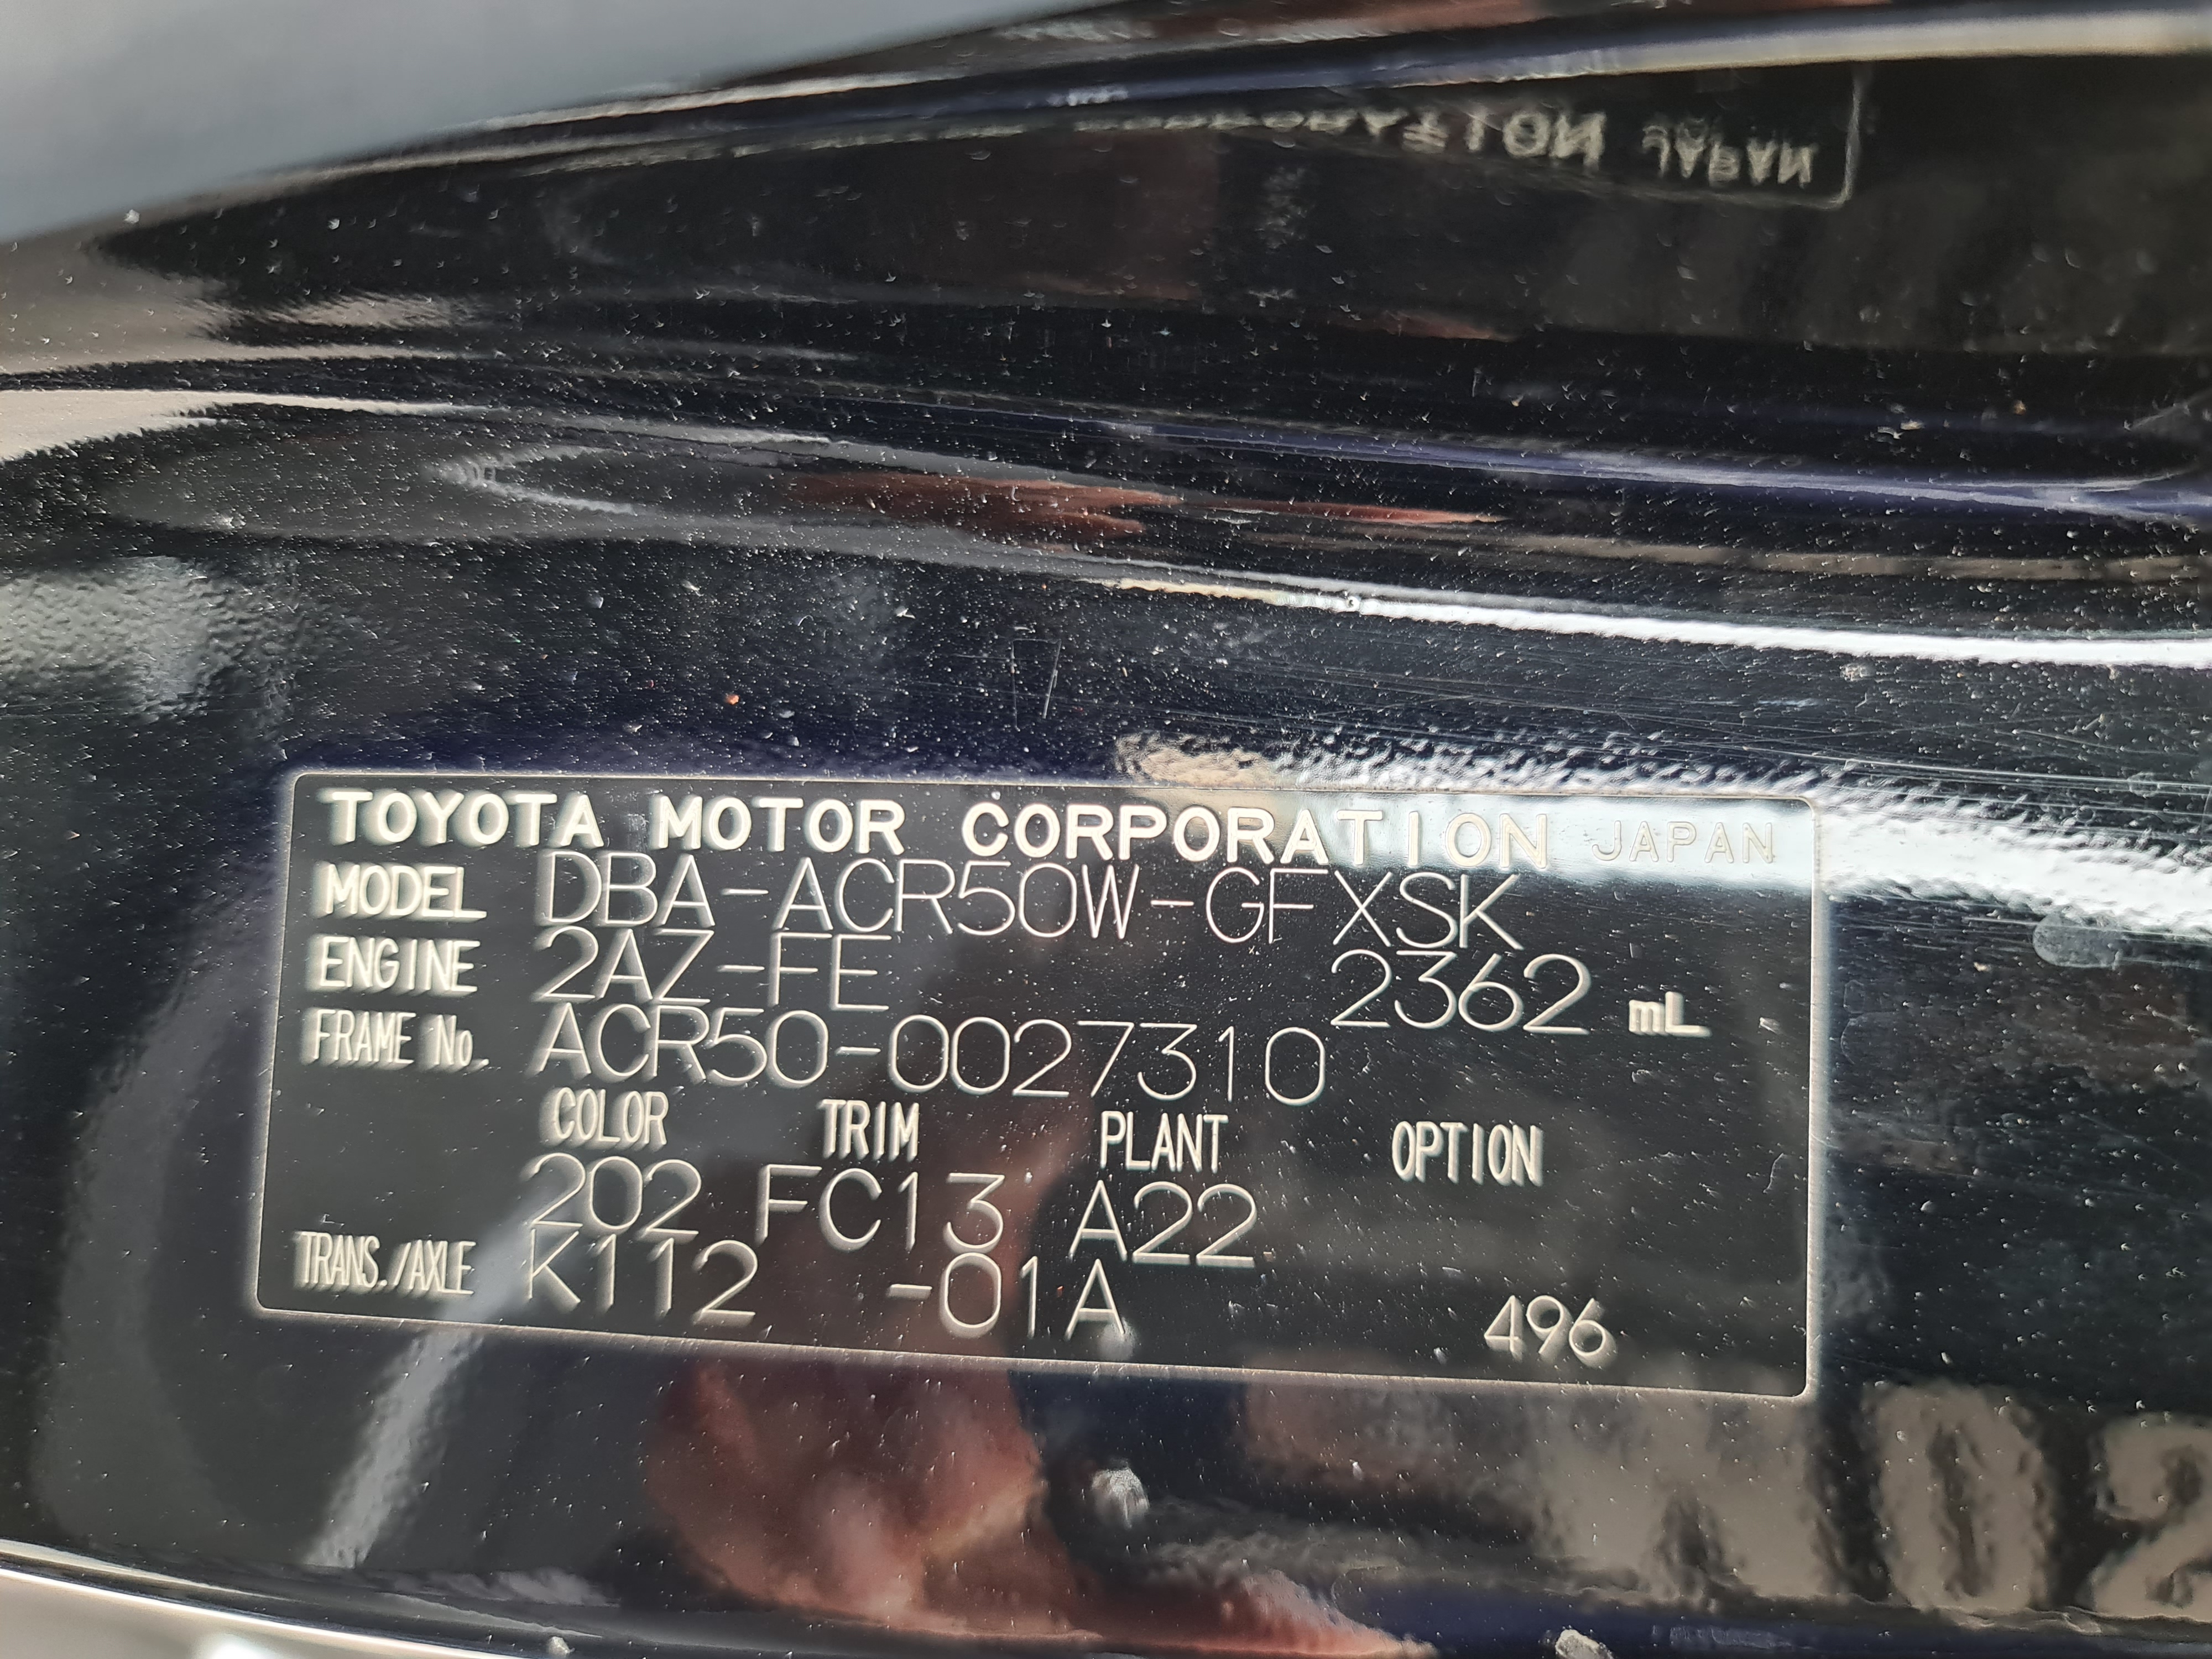 TOYOTA MOTOR CORPORATION JAPAN
MODEL DBA-ACR50W-GFXSK
ENGINE 2AZ-FE 2362 mL
FRAME No. ACR50-0027310
COLOR TRIM PLANT OPTION
202 FC13 A22
TRANS./AXLE K112 -01A 496